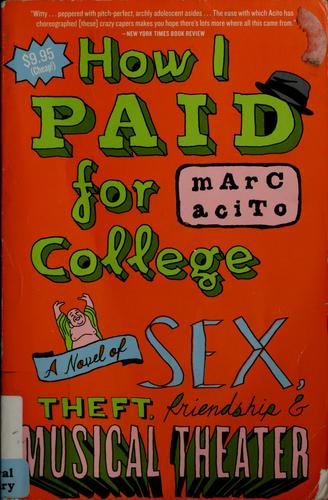 "Witty... peppered with pitch-perfect, archly adolescent asides... The ease with which Acito has
choreographed [these] crazy capers makes you hope there's lots more where all this came from."
—NEW YORK TIMES BOOK REVIEW
$9.95
(Cheap!)
How I
PAID
for
College
mArC
aciTo
A Novel of
SEX,
THEFT, friendship &
MUSICAL THEATER